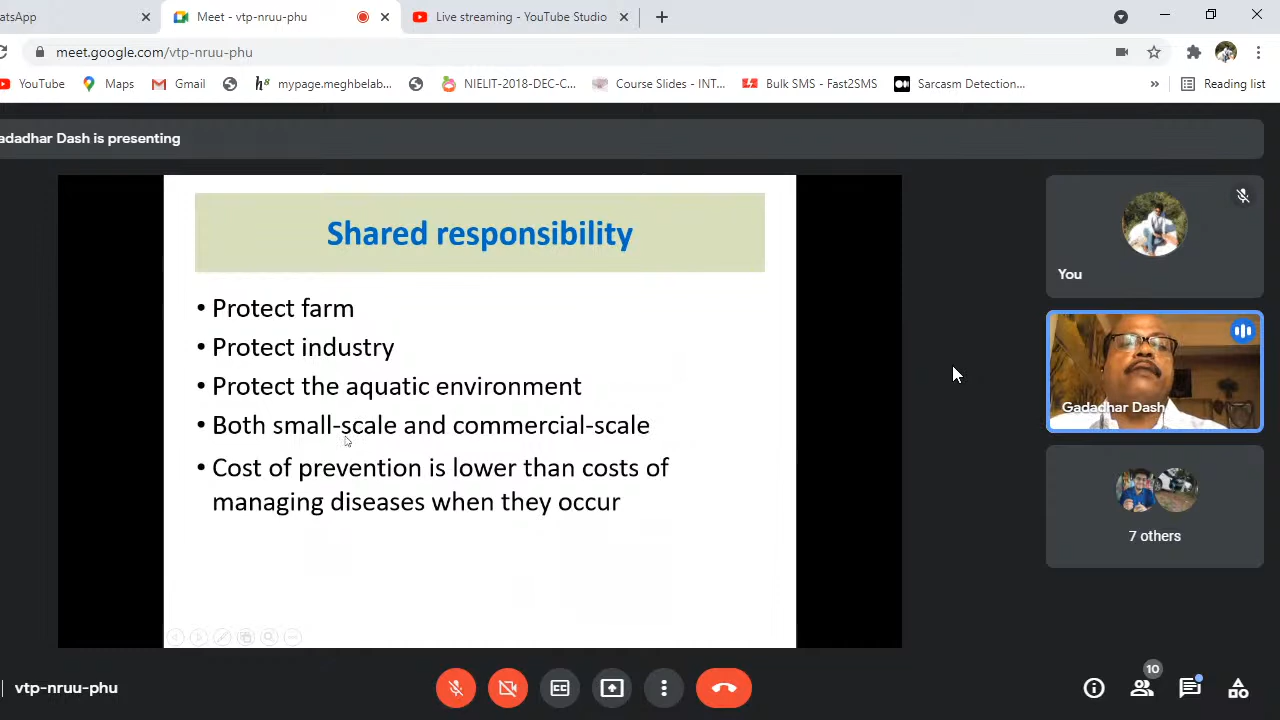 atsApp
Meet - vtp-nruu-phu
Live streaming - YouTube Studio
meet.google.com/vtp-nruu-phu
YouTube
Maps
Gmail
mypage.meghbelab...
NIELIT-2018-DEC-C...
Course Slides - INT...
Bulk SMS - Fast2SMS
Sarcasm Detection...
Reading list
adadhar Dash is presenting
Shared responsibility
• Protect farm
• Protect industry
• Protect the aquatic environment
• Both small-scale and commercial-scale
• Cost of prevention is lower than costs of
managing diseases when they occur
You
Gadadhar Dash
7 others
vtp-nruu-phu
10